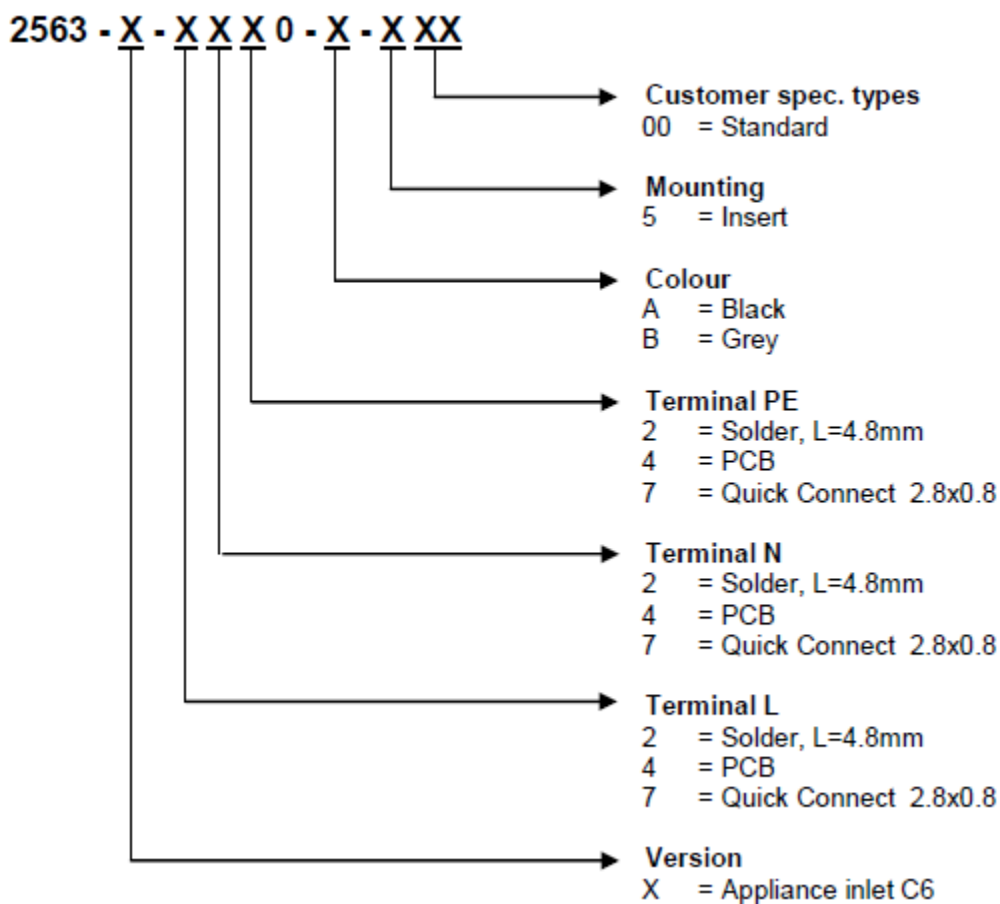 2563 - X - X X X 0 - X - X XX
Customer spec. types
00 = Standard
Mounting
5 = Insert
Colour
A = Black
B = Grey
Terminal PE
2 = Solder, L=4.8mm
4 = PCB
7 = Quick Connect 2.8x0.8
Terminal N
2 = Solder, L=4.8mm
4 = PCB
7 = Quick Connect 2.8x0.8
Terminal L
2 = Solder, L=4.8mm
4 = PCB
7 = Quick Connect 2.8x0.8
Version
X = Appliance inlet C6